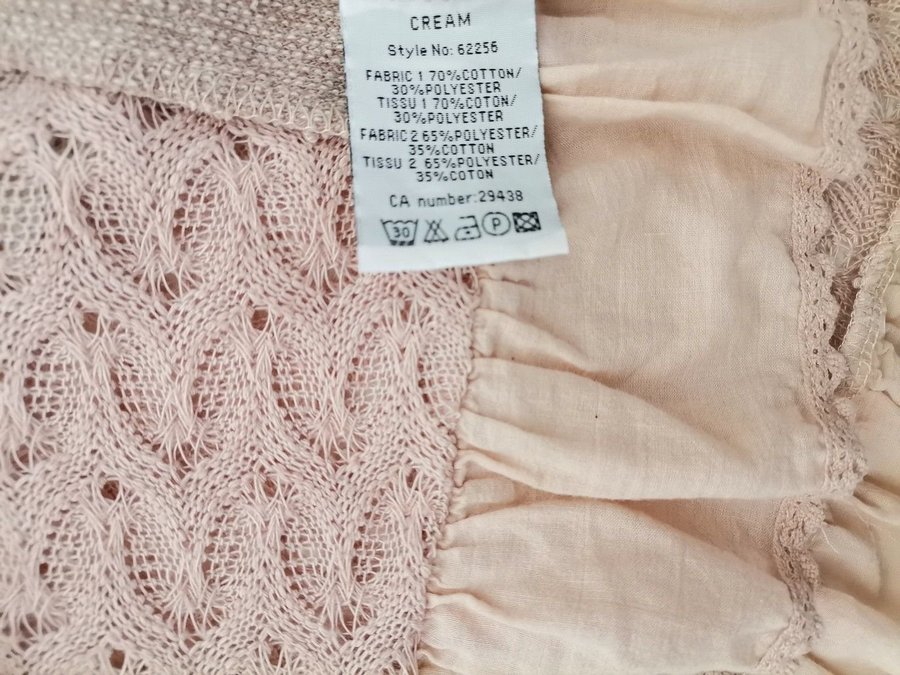 CREAM
Style No: 62256
FABRIC 1 70%COTTON/
30%POLYESTER
TISSU 1 70%COTON/
30%POLYESTER
FABRIC 2 65%POLYESTER/
35%COTTON
TISSU 2 65%POLYESTER/
35%COTON
CA number:29438
30 P